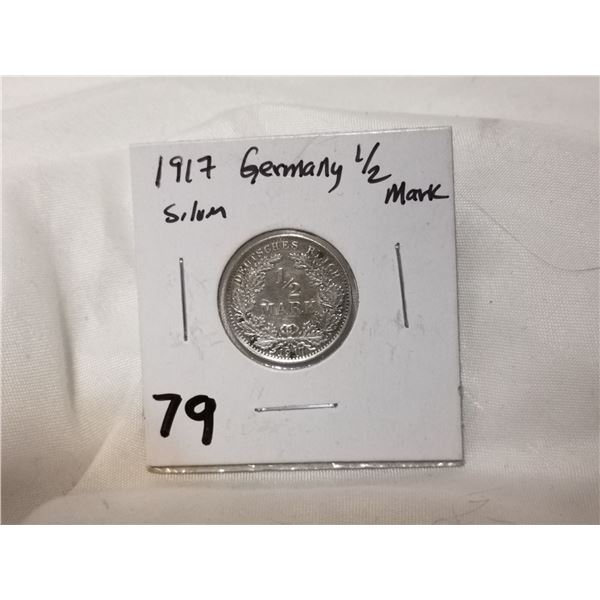 1917 Germany 1/2
Mark
Silver
DEUTSCHES REICH
1/2
MARK
79